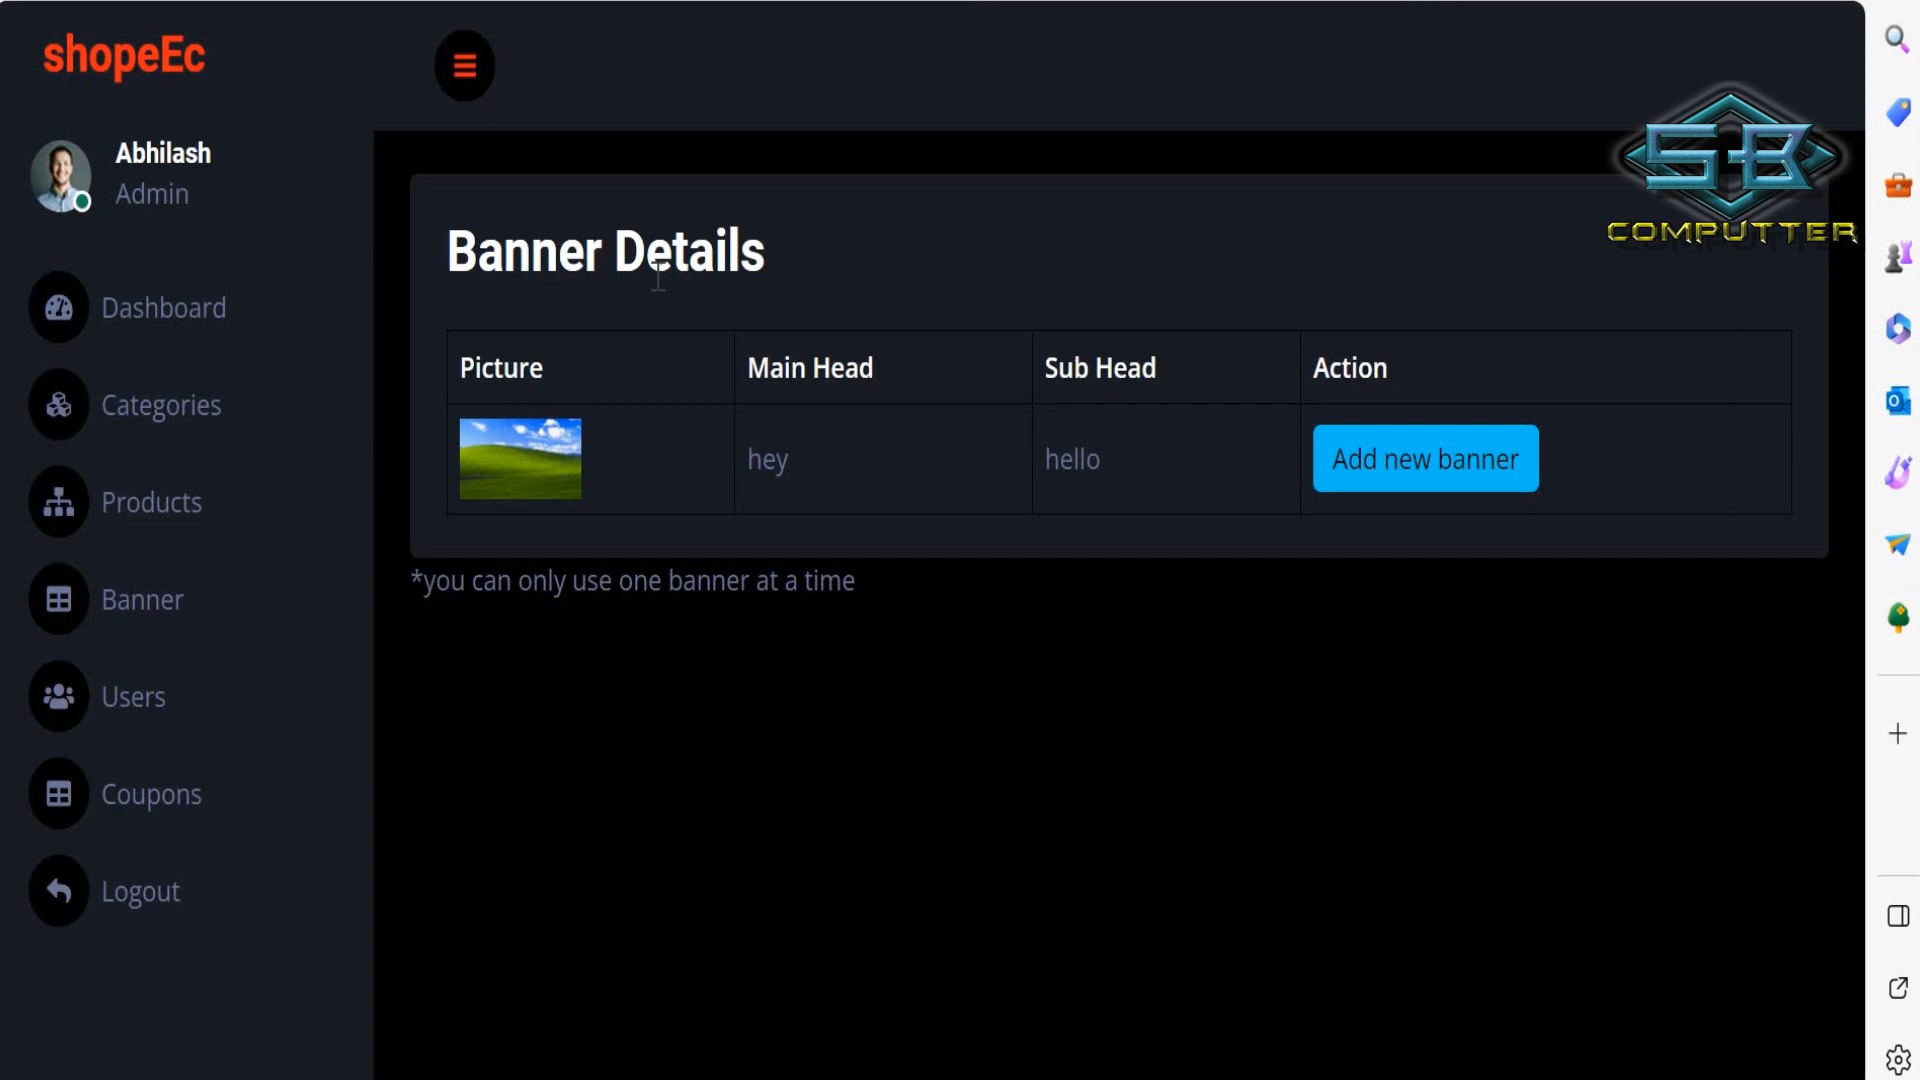 shopeEc
Abhilash
Admin
Dashboard
Categories
Products
Banner
Users
Coupons
Logout
SB
COMPUTTER
Banner Details
Picture Main Head Sub Head Action
hey hello Add new banner
*you can only use one banner at a time